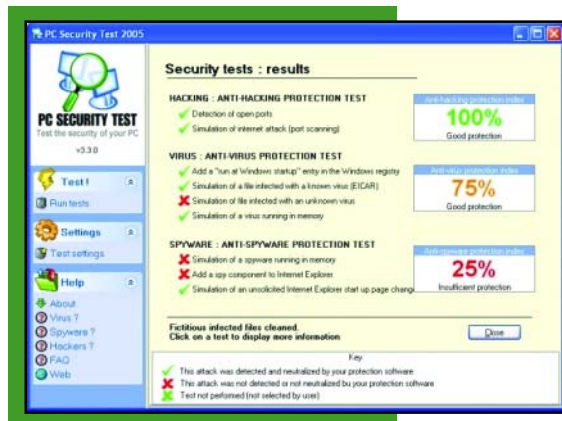 PC Security Test 2005
PC SECURITY TEST
Test the security of your PC
v3.3.0
Test !
Run tests
Settings
Test settings
Help
About
Virus ?
Spyware ?
Hackers ?
FAQ
Web
Security tests : results
HACKING : ANTI-HACKING PROTECTION TEST
Detection of open ports
Simulation of internet attack (port scanning)
Anti-hacking protection index
100%
Good protection
VIRUS : ANTI-VIRUS PROTECTION TEST
Add a "run at Windows startup" entry in the Windows registry
Simulation of a file infected with a known virus (EICAR)
Simulation of file infected with an unknown virus
Simulation of a virus running in memory
Anti-virus protection index
75%
Good protection
SPYWARE : ANTI-SPYWARE PROTECTION TEST
Simulation of a spyware running in memory
Add a spy component to Internet Explorer
Simulation of an unsolicited Internet Explorer start up page change
Anti-spyware protection index
25%
Insufficient protection
Fictitious infected files cleaned.
Click on a test to display more information
Close
Key
This attack was detected and neutralized by your protection software
This attack was not detected or not neutralized by your protection software
Test not performed (not selected by user)